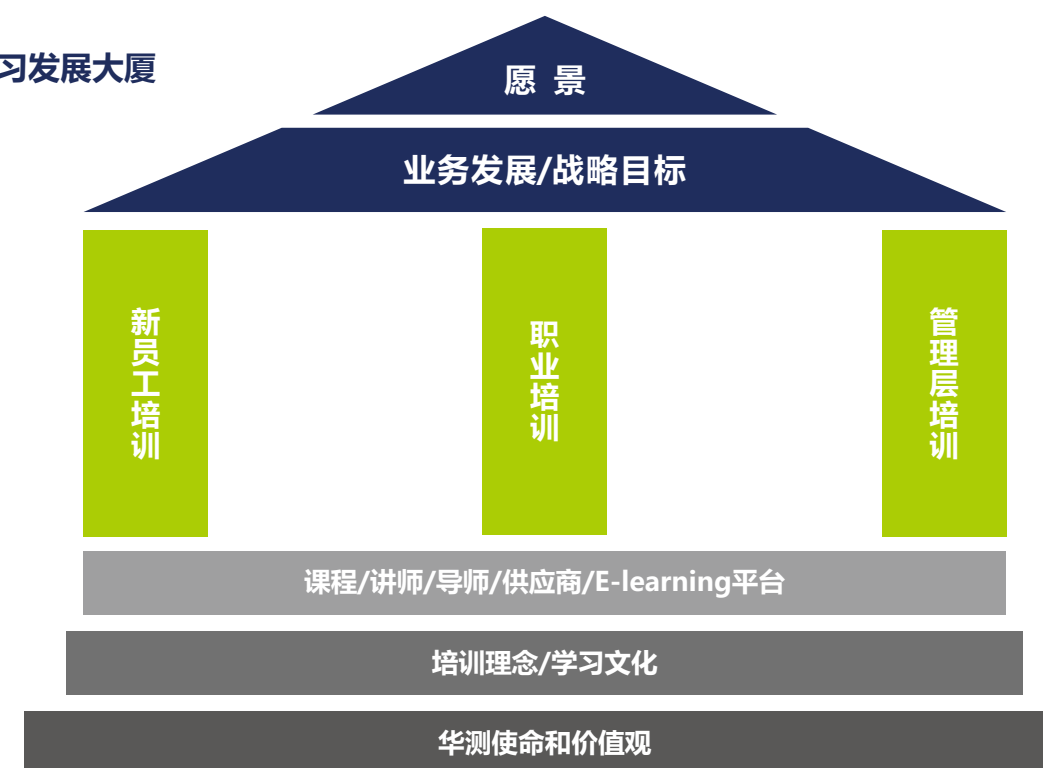 习发展大厦
愿 景
业务发展/战略目标
新员工培训
职业培训
管理层培训
课程/讲师/导师/供应商/E-learning平台
培训理念/学习文化
华测使命和价值观